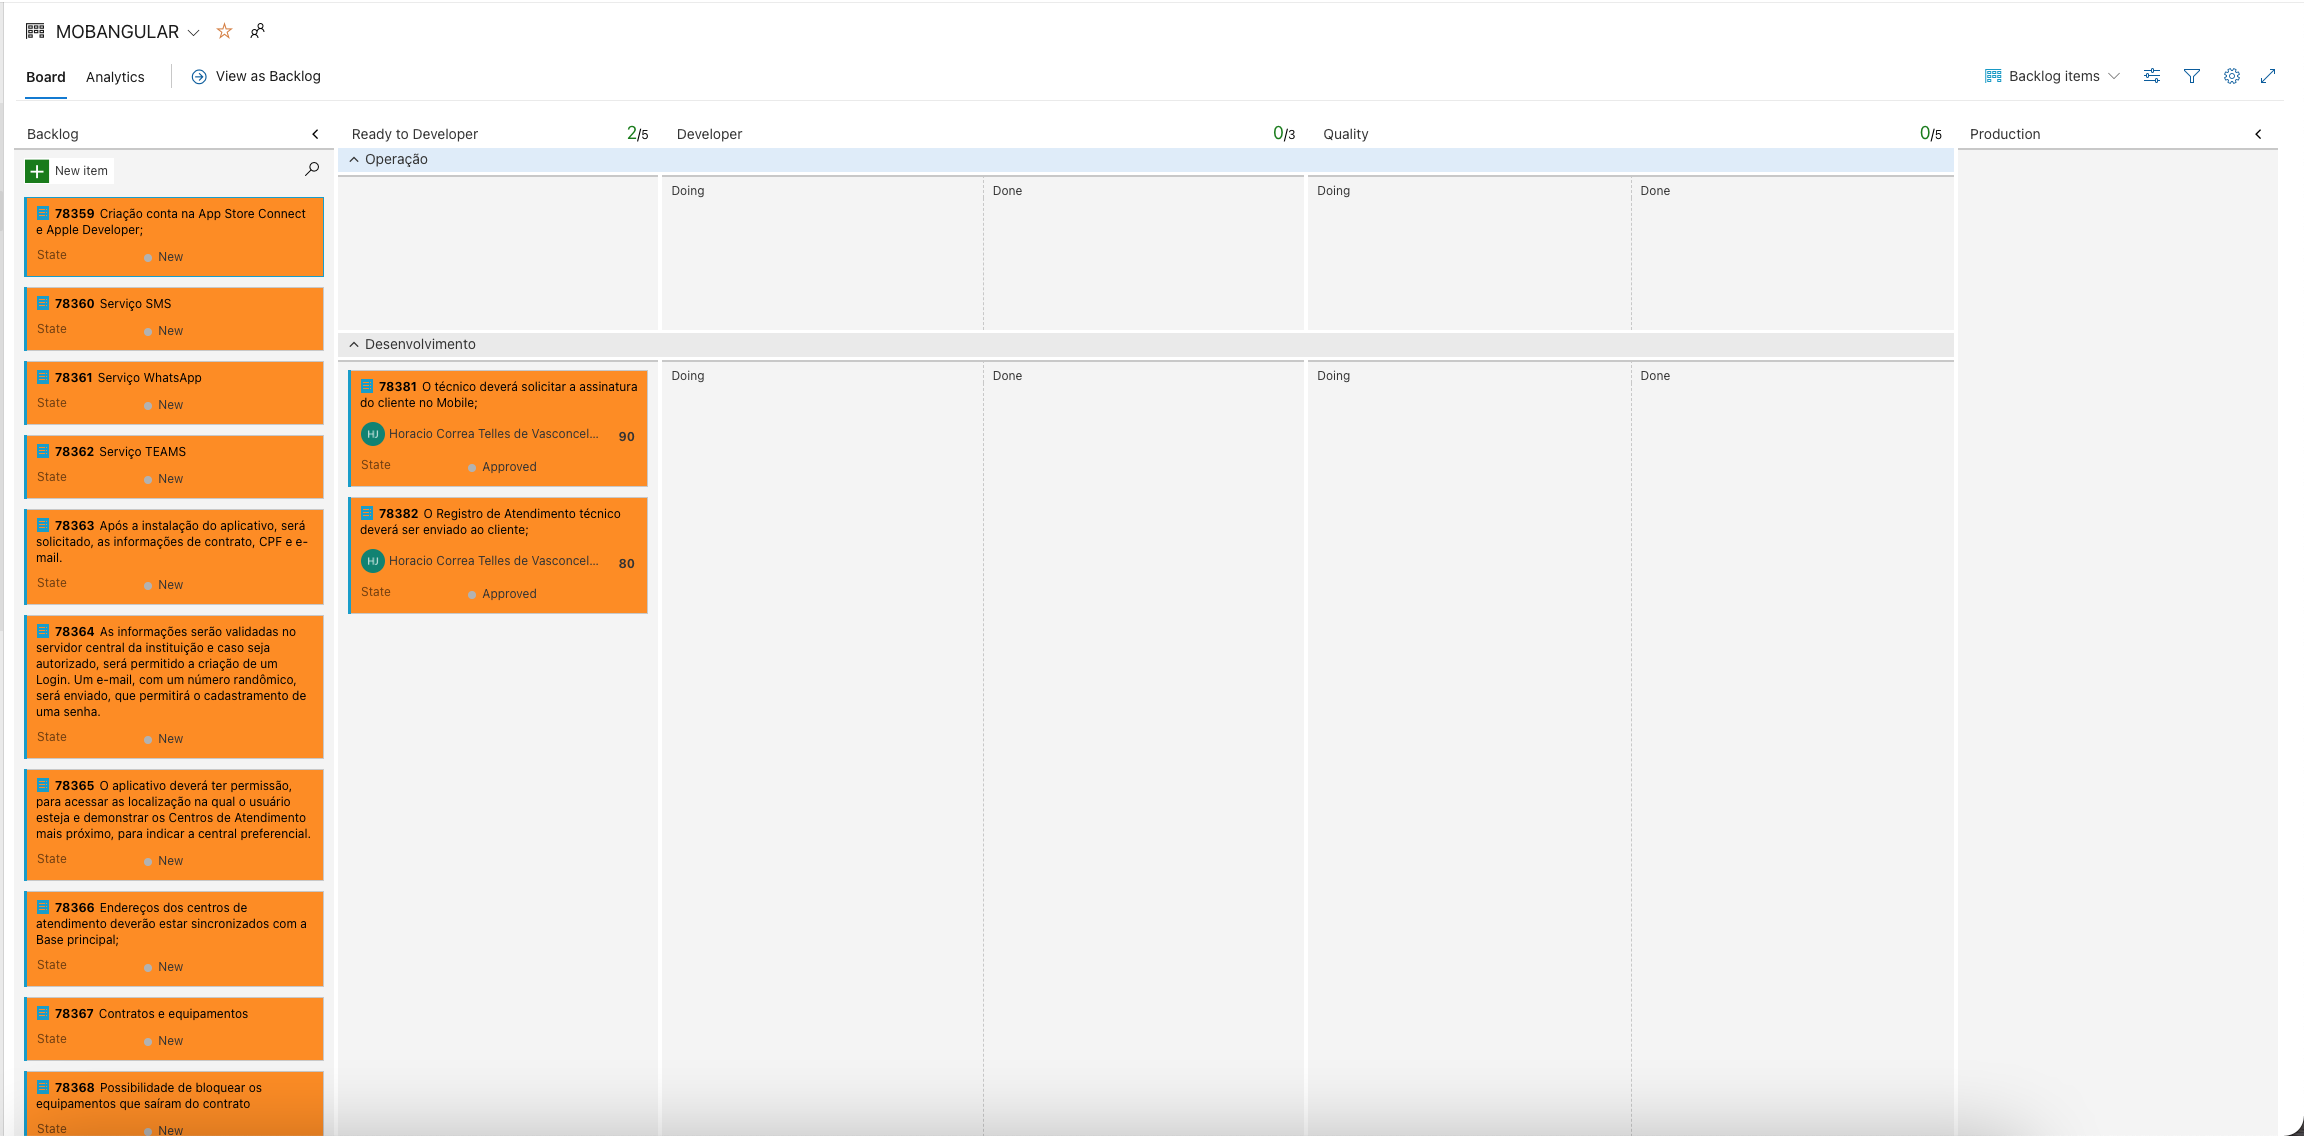 MOBANGULAR
Board Analytics View as Backlog
Backlog items
Backlog
New item
78359 Criação conta na App Store Connect
e Apple Developer;
State New
78360 Serviço SMS
State New
78361 Serviço WhatsApp
State New
78362 Serviço TEAMS
State New
78363 Após a instalação do aplicativo, será
solicitado, as informações de contrato, CPF e e-
mail.
State New
78364 As informações serão validadas no
servidor central da instituição e caso seja
autorizado, será permitido a criação de um
Login. Um e-mail, com um número randômico,
será enviado, que permitirá o cadastramento de
uma senha.
State New
78365 O aplicativo deverá ter permissão,
para acessar as localização na qual o usuário
esteja e demonstrar os Centros de Atendimento
mais próximo, para indicar a central preferencial.
State New
78366 Endereços dos centros de
atendimento deverão estar sincronizados com a
Base principal;
State New
78367 Contratos e equipamentos
State New
78368 Possibilidade de bloquear os
equipamentos que saíram do contrato
State New
Ready to Developer 2/5
Developer 0/3
Quality 0/5
Production
Operação
Doing Done Doing Done
Desenvolvimento
78381 O técnico deverá solicitar a assinatura
do cliente no Mobile;
HJ Horacio Correa Telles de Vasconcel... 90
State Approved
78382 O Registro de Atendimento técnico
deverá ser enviado ao cliente;
HJ Horacio Correa Telles de Vasconcel... 80
State Approved
Doing Done Doing Done